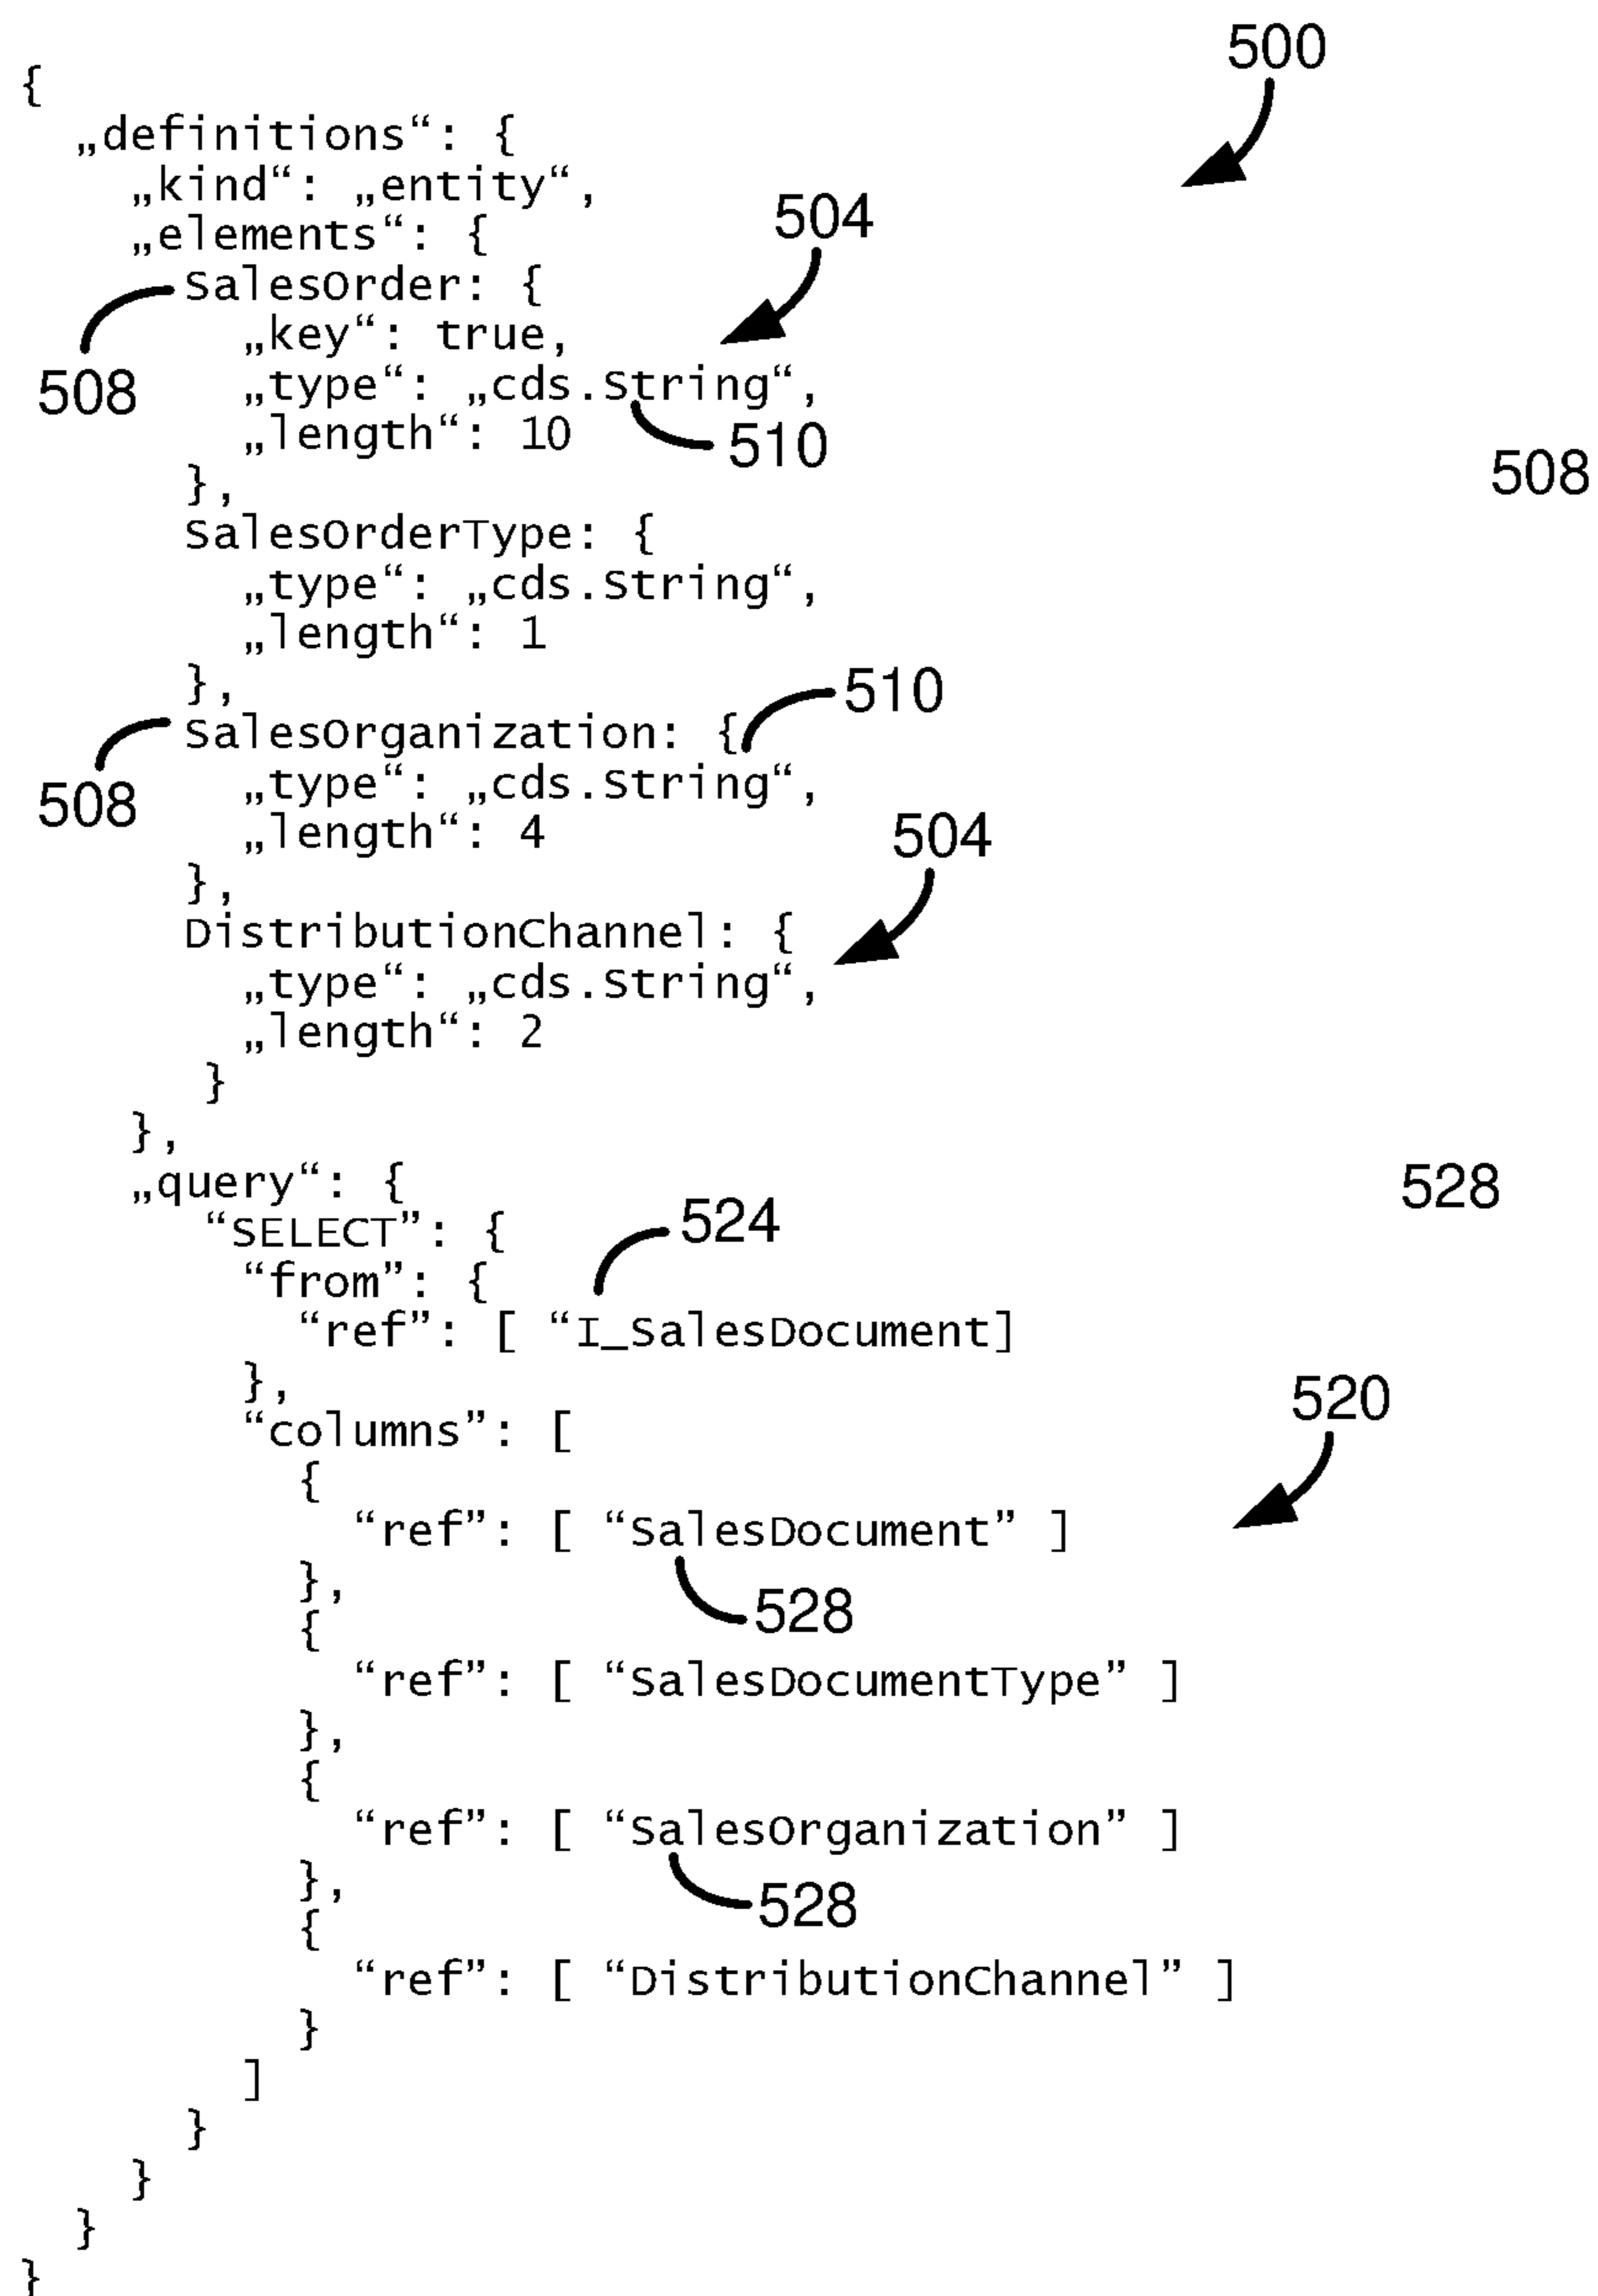 500
{
„definitions“: {
„kind“: „entity“,
„elements“: {
504
SalesOrder: {
„key“: true,
508
„type“: „cds.String“,
„length“: 10
510
508
},
SalesOrderType: {
„type“: „cds.String“,
„length“: 1
},
510
SalesOrganization: {
508
„type“: „cds.String“,
„length“: 4
504
},
DistributionChannel: {
„type“: „cds.String“,
„length“: 2
}
},
„query“: {
528
“SELECT”: {
524
“from”: {
“ref”: [ “I_SalesDocument]
},
520
“columns”: [
{
“ref”: [ “SalesDocument” ]
},
528
{
“ref”: [ “SalesDocumentType” ]
},
{
“ref”: [ “SalesOrganization” ]
},
528
{
“ref”: [ “DistributionChannel” ]
}
]
}
}
}
}